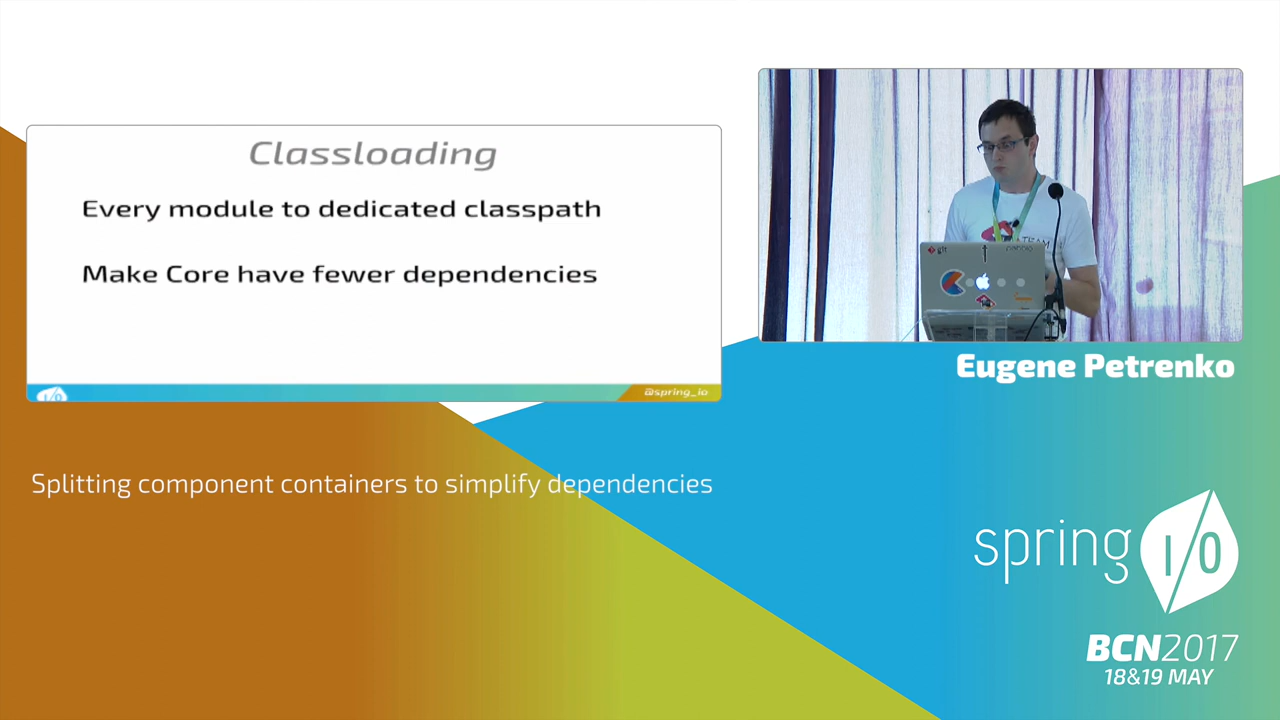 Classloading
Every module to dedicated classpath
Make Core have fewer dependencies
@spring_io
I/O
Eugene Petrenko
Splitting component containers to simplify dependencies
spring I/O
BCN2017
18&19 MAY